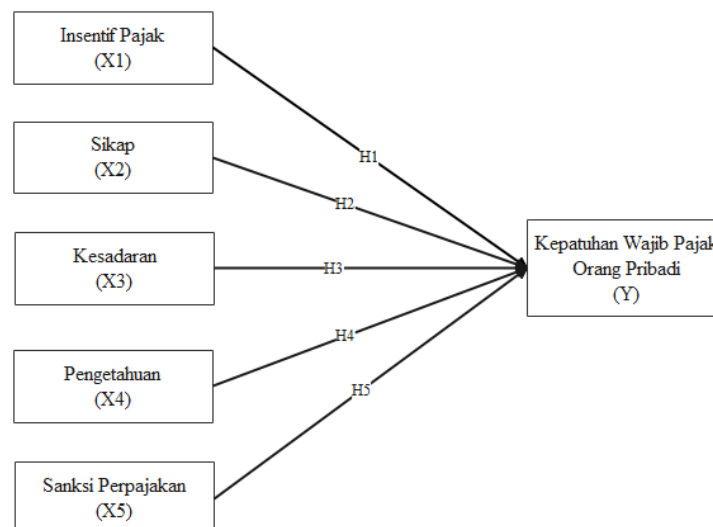 Insentif Pajak
(X1)
Sikap
(X2)
Kesadaran
(X3)
Pengetahuan
(X4)
Sanksi Perpajakan
(X5)
H1
H2
H3
H4
H5
Kepatuhan Wajib Pajak
Orang Pribadi
(Y)